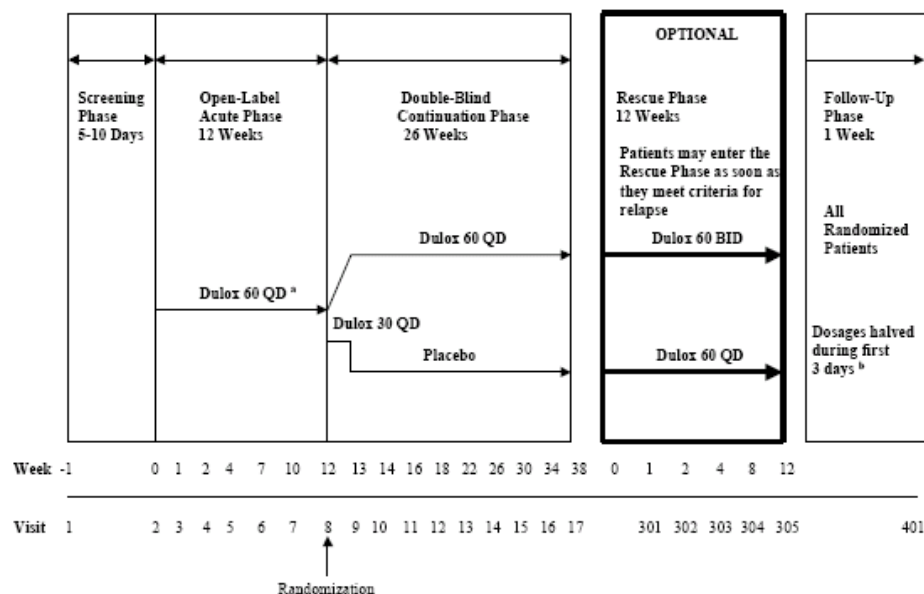 OPTIONAL
Screening
Phase
5-10 Days
Open-Label
Acute Phase
12 Weeks
Double-Blind
Continuation Phase
26 Weeks
Rescue Phase
12 Weeks
Patients may enter the
Rescue Phase as soon as
they meet criteria for
relapse
Follow-Up
Phase
1 Week
All
Randomized
Patients
Dulox 60 QD
Dulox 60 BID
Dulox 60 QD a
Dulox 30 QD
Placebo
Dulox 60 QD
Dosages halved
during first
3 days b
Week -1 0 1 2 4 7 10 12 13 14 16 18 22 26 30 34 38 0 1 2 4 8 12
Visit 1 2 3 4 5 6 7 8 9 10 11 12 13 14 15 16 17 301 302 303 304 305 401
Randomization